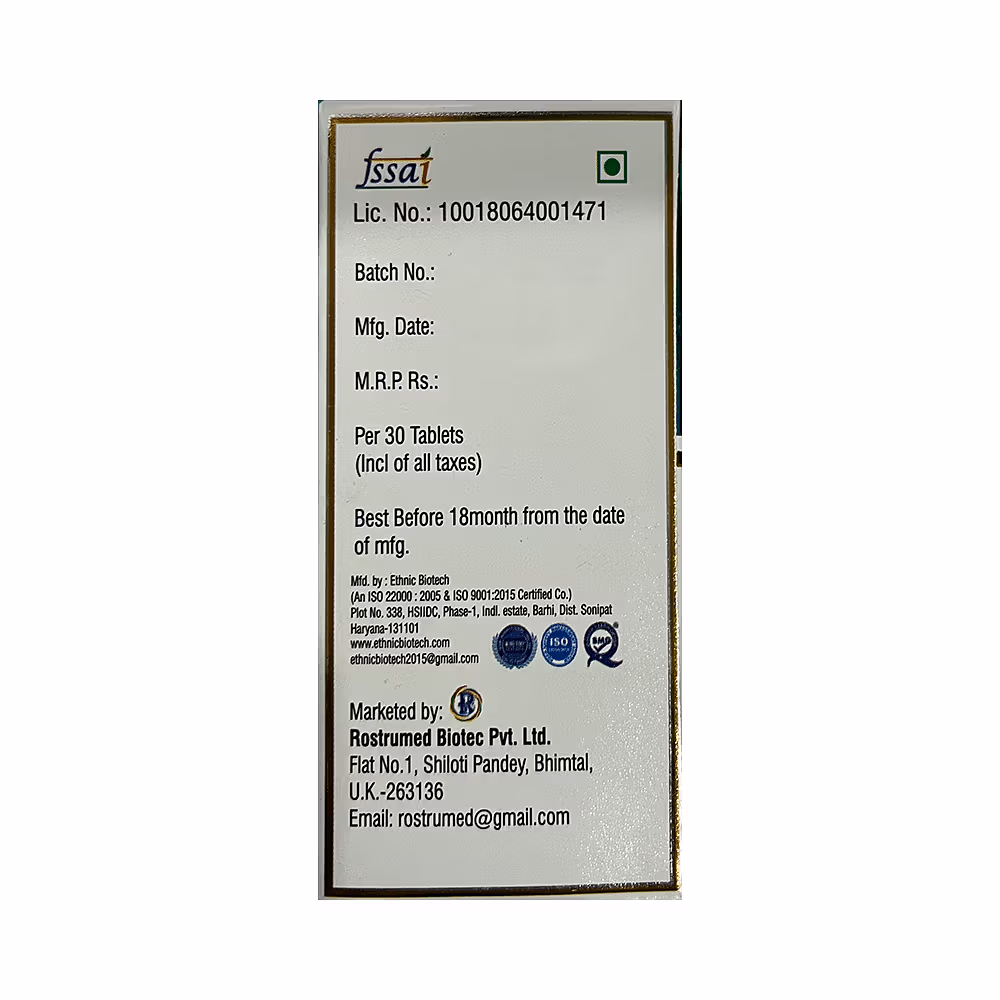 fssai
Lic. No.: 10018064001471
Batch No.:
Mfg. Date:
M.R.P. Rs.:
Per 30 Tablets
(Incl of all taxes)
Best Before 18month from the date
of mfg.
Mfd. by : Ethnic Biotech
(An ISO 22000 : 2005 & ISO 9001:2015 Certified Co.)
Plot No. 338, HSIIDC, Phase-1, Indl. estate, Barhi, Dist. Sonipat
Haryana-131101
www.ethnicbiotech.com
ethnicbiotech2015@gmail.com
ISO
Marketed by:
Rostrumed Biotec Pvt. Ltd.
Flat No.1, Shiloti Pandey, Bhimtal,
U.K.-263136
Email: rostrumed@gmail.com